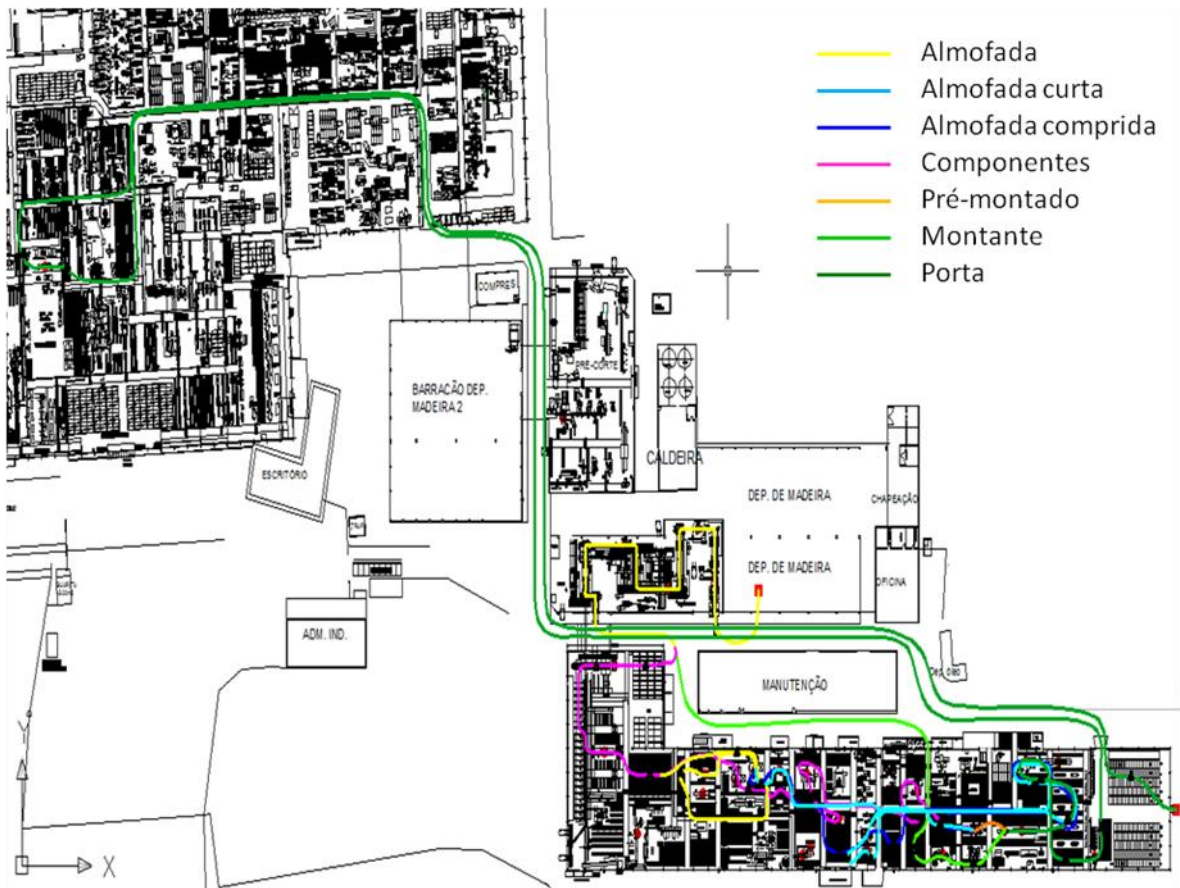 Almofada
Almofada curta
Almofada comprida
Componentes
Pré-montado
Montante
Porta
COMPRES.
PRÉ-CORTE
BARRACÃO DEP.
MADEIRA 2
CALDEIRA
ESCRITÓRIO
DEP. DE MADEIRA
CHAPEAÇÃO
DEP. DE MADEIRA
OFICINA
ADM. IND.
MANUTENÇÃO
Y
X